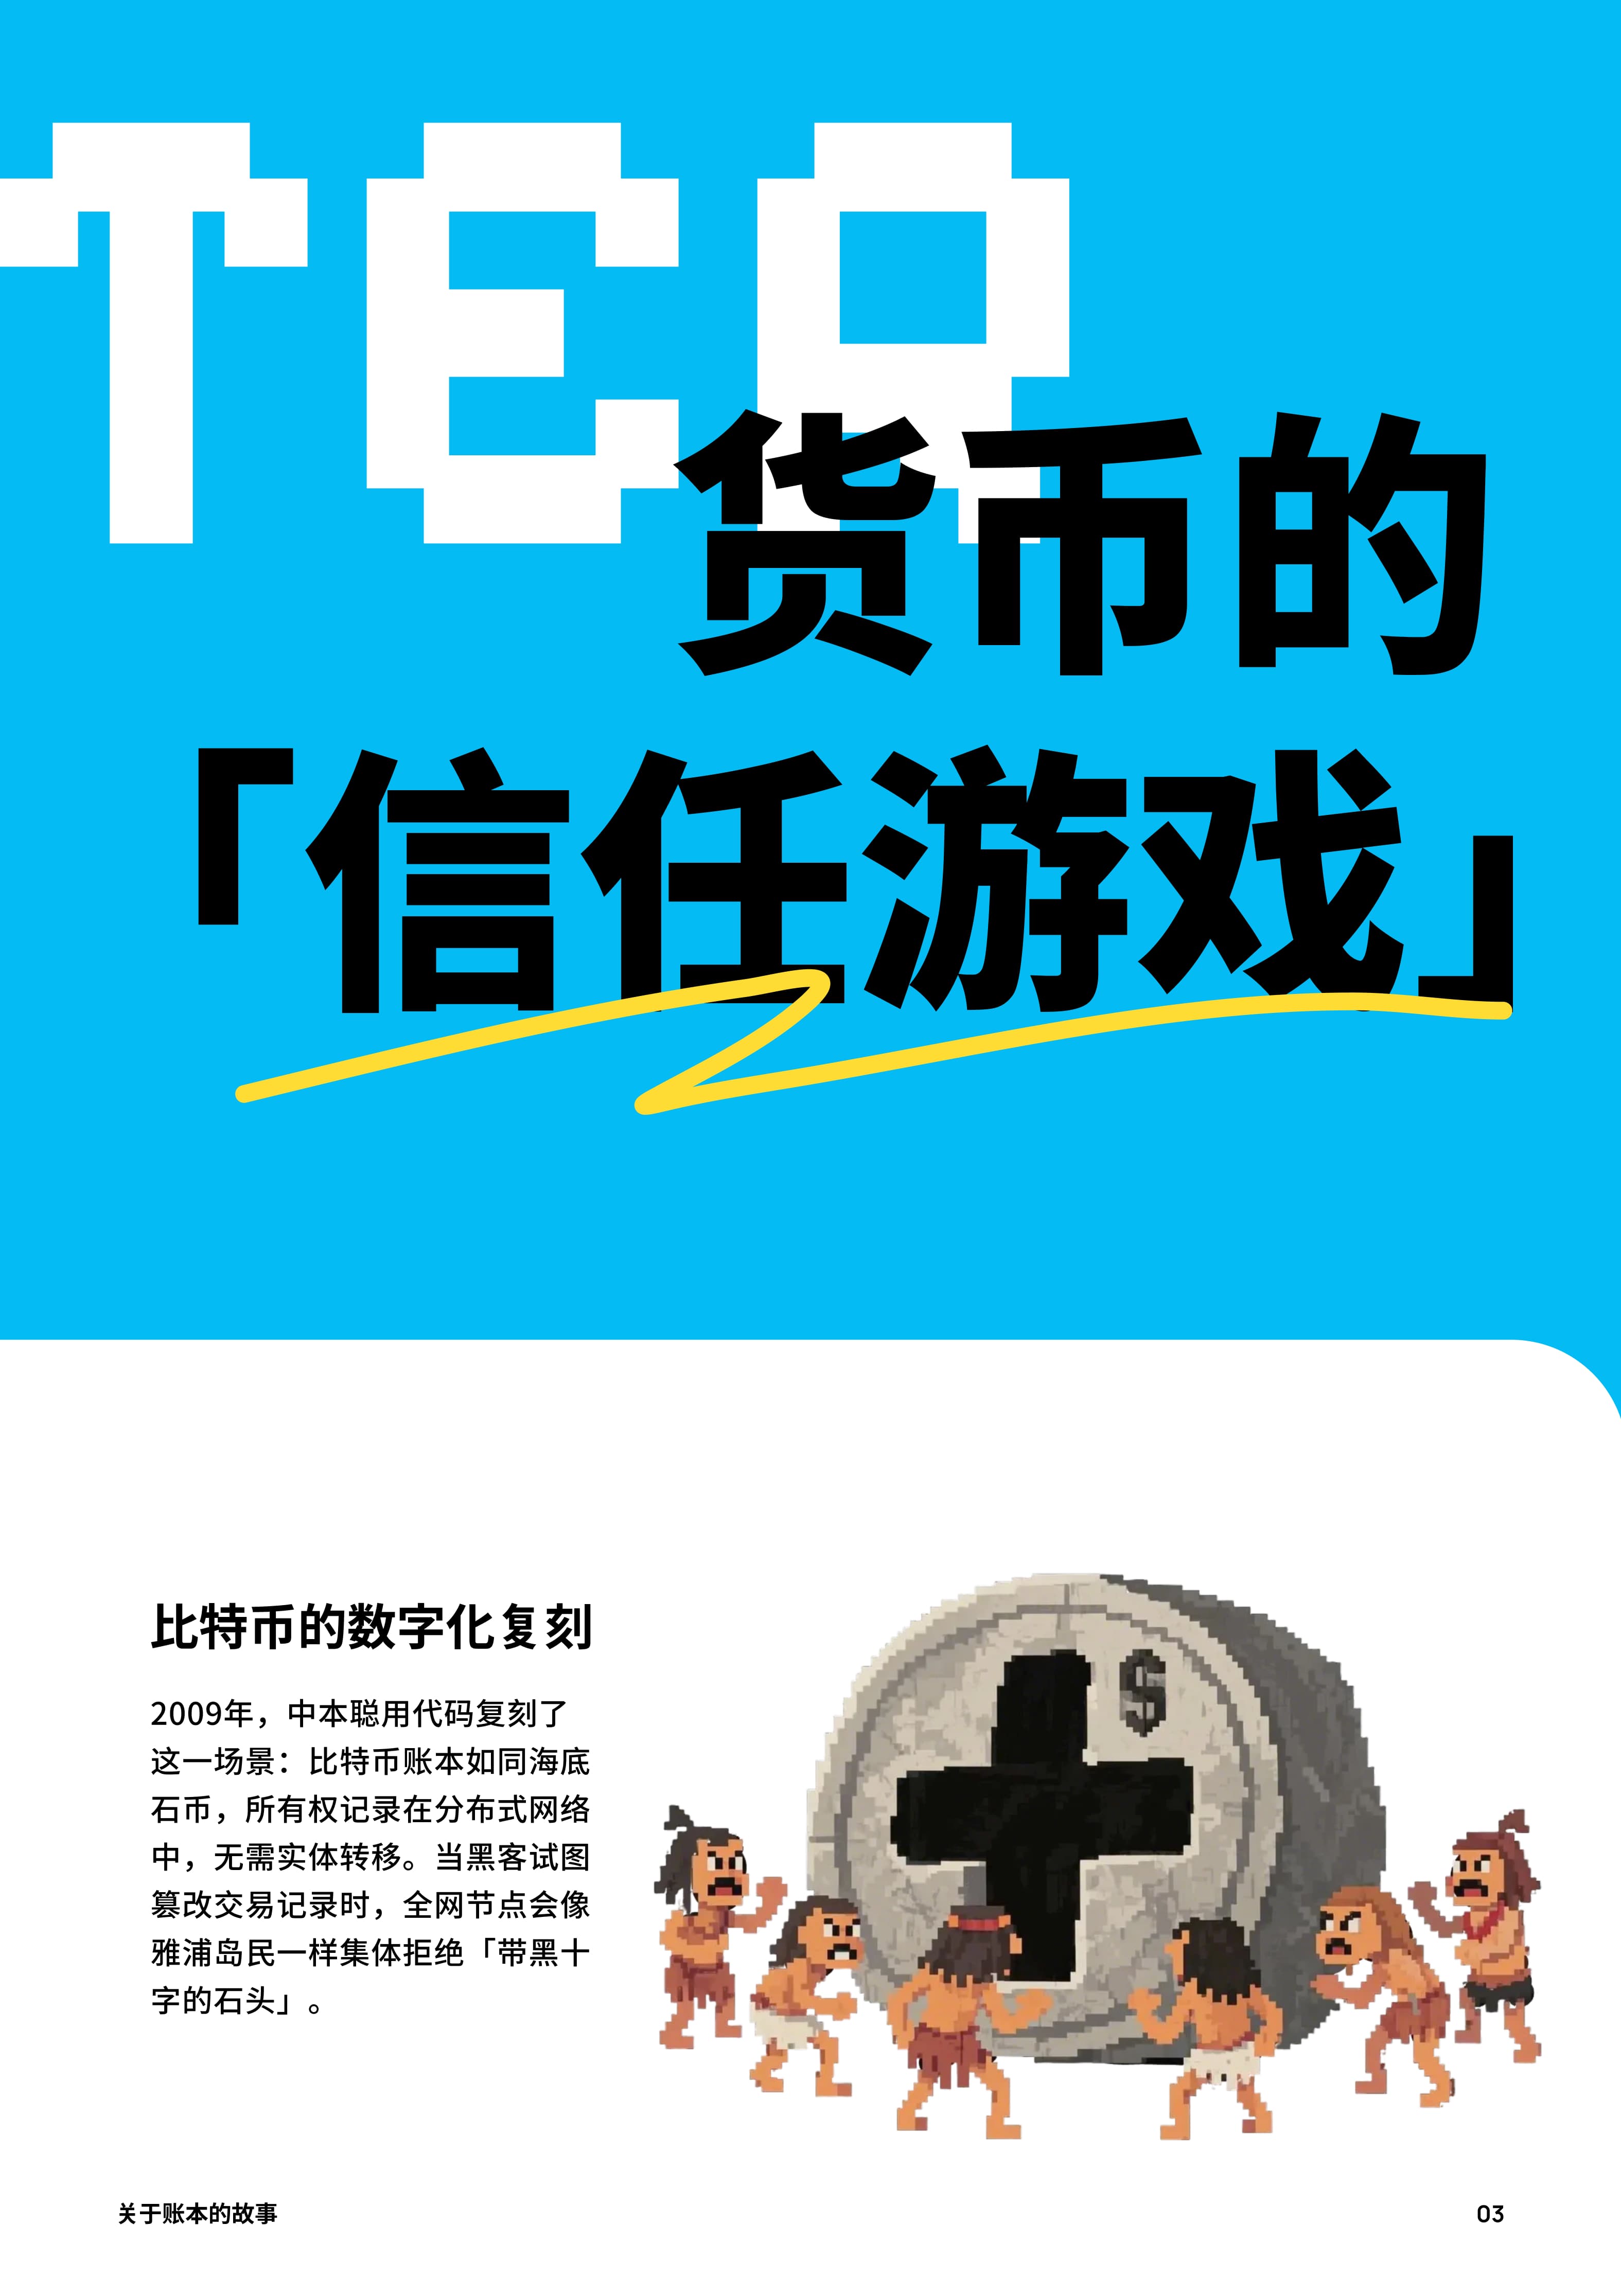 TER
货币的
「信任游戏」
比特币的数字化复刻
2009年，中本聪用代码复刻了
这一场景：比特币账本如同海底
石币，所有权记录在分布式网络
中，无需实体转移。当黑客试图
篡改交易记录时，全网节点会像
雅浦岛民一样集体拒绝「带黑十
字的石头」。
$
关于账本的故事
03